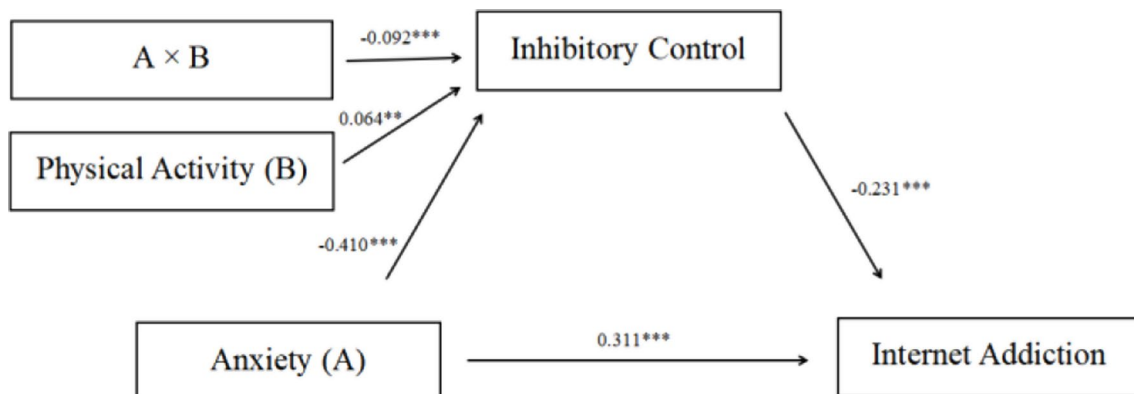 A × B
-0.092***
Inhibitory Control
0.064**
Physical Activity (B)
-0.231***
-0.410***
Anxiety (A)
0.311***
Internet Addiction